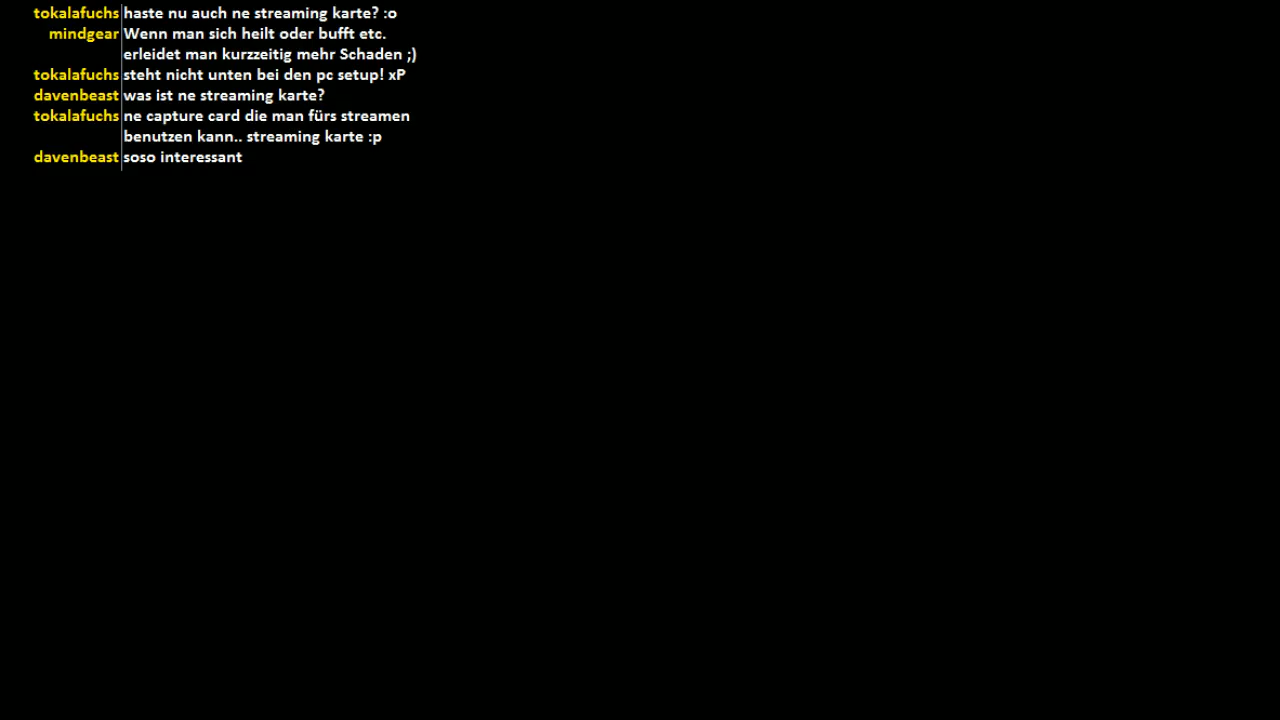 tokalafuchs haste nu auch ne streaming karte? :o
mindgear Wenn man sich heilt oder bufft etc.
erleidet man kurzzeitig mehr Schaden ;)
tokalafuchs steht nicht unten bei den pc setup! xP
davenbeast was ist ne streaming karte?
tokalafuchs ne capture card die man fürs streamen
benutzen kann.. streaming karte :p
davenbeast soso interessant